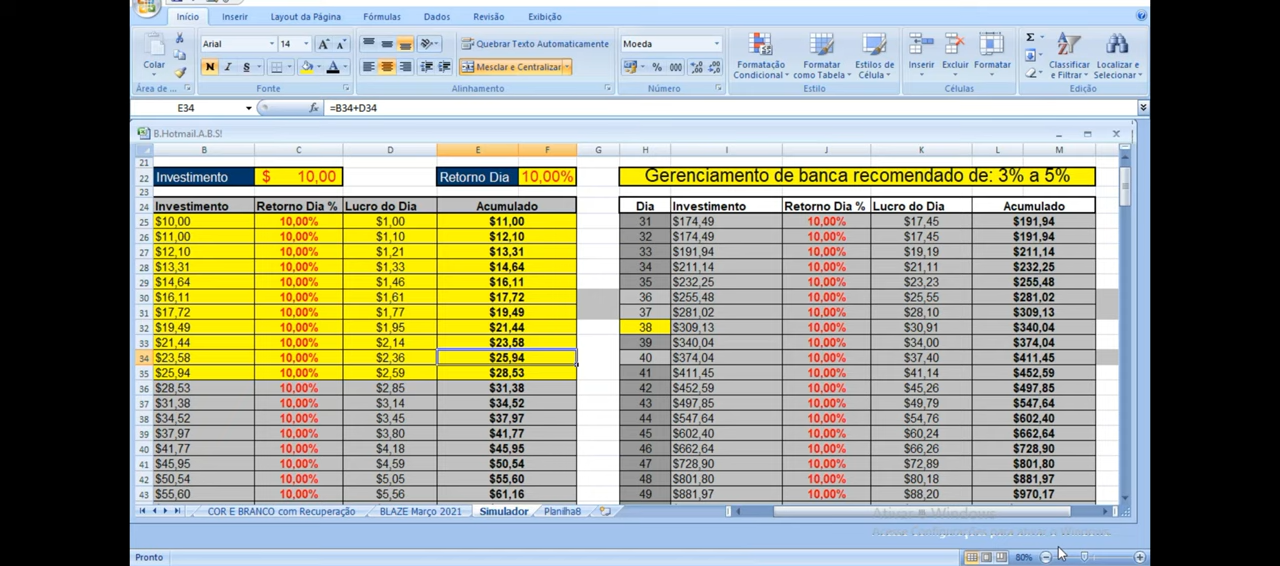 Início Inserir Layout da Página Fórmulas Dados Revisão Exibição
Arial 14 Quebrar Texto Automaticamente Moeda
Colar N I S Mesclar e Centralizar % 000 Formatação Condicional Formatar como Tabela Estilos de Célula Inserir Excluir Formatar Classificar e Filtrar Localizar e Selecionar
Área de ... Fonte Alinhamento Número Estilo Células Edição
E34 fx =B34+D34
B.Hotmail.A.B.S!
B C D E F G H I J K L M
21
22 Investimento $ 10,00 Retorno Dia 10,00% Gerenciamento de banca recomendado de: 3% a 5%
23
24 Investimento Retorno Dia % Lucro do Dia Acumulado Dia Investimento Retorno Dia % Lucro do Dia Acumulado
25 $10,00 10,00% $1,00 $11,00 31 $174,49 10,00% $17,45 $191,94
26 $11,00 10,00% $1,10 $12,10 32 $174,49 10,00% $17,45 $191,94
27 $12,10 10,00% $1,21 $13,31 33 $191,94 10,00% $19,19 $211,14
28 $13,31 10,00% $1,33 $14,64 34 $211,14 10,00% $21,11 $232,25
29 $14,64 10,00% $1,46 $16,11 35 $232,25 10,00% $23,23 $255,48
30 $16,11 10,00% $1,61 $17,72 36 $255,48 10,00% $25,55 $281,02
31 $17,72 10,00% $1,77 $19,49 37 $281,02 10,00% $28,10 $309,13
32 $19,49 10,00% $1,95 $21,44 38 $309,13 10,00% $30,91 $340,04
33 $21,44 10,00% $2,14 $23,58 39 $340,04 10,00% $34,00 $374,04
34 $23,58 10,00% $2,36 $25,94 40 $374,04 10,00% $37,40 $411,45
35 $25,94 10,00% $2,59 $28,53 41 $411,45 10,00% $41,14 $452,59
36 $28,53 10,00% $2,85 $31,38 42 $452,59 10,00% $45,26 $497,85
37 $31,38 10,00% $3,14 $34,52 43 $497,85 10,00% $49,79 $547,64
38 $34,52 10,00% $3,45 $37,97 44 $547,64 10,00% $54,76 $602,40
39 $37,97 10,00% $3,80 $41,77 45 $602,40 10,00% $60,24 $662,64
40 $41,77 10,00% $4,18 $45,95 46 $662,64 10,00% $66,26 $728,90
41 $45,95 10,00% $4,59 $50,54 47 $728,90 10,00% $72,89 $801,80
42 $50,54 10,00% $5,05 $55,60 48 $801,80 10,00% $80,18 $881,97
43 $55,60 10,00% $5,56 $61,16 49 $881,97 10,00% $88,20 $970,17
COR E BRANCO com Recuperação BLAZE Março 2021 Simulador Planilha8
Ativar o Windows
Acesse Configurações para ativar o Windows.
Pronto 80%